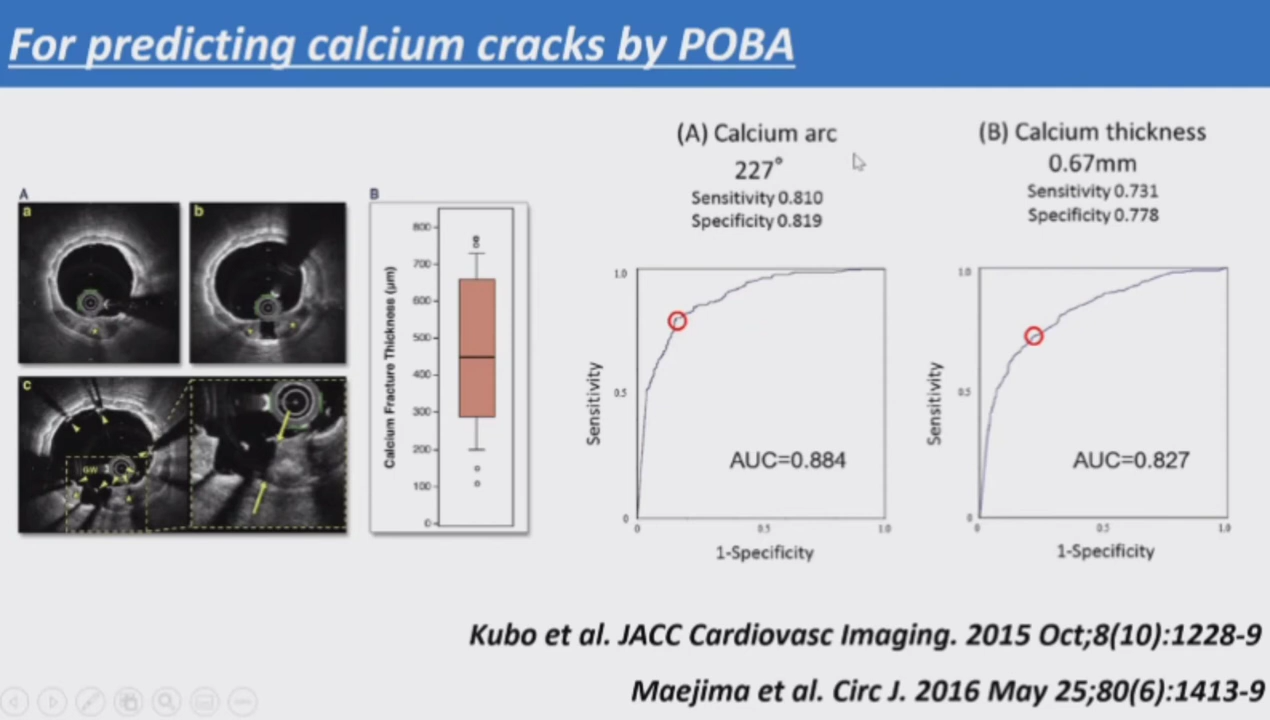 For predicting calcium cracks by POBA
A
a
b
c
GW
B
Calcium Fracture Thickness (µm)
800
700
600
500
400
300
200
100
0
(A) Calcium arc
227°
Sensitivity 0.810
Specificity 0.819
1.0
0.5
0
Sensitivity
AUC=0.884
0
0.5
1.0
1-Specificity
(B) Calcium thickness
0.67mm
Sensitivity 0.731
Specificity 0.778
1.0
0.5
0
Sensitivity
AUC=0.827
0
0.5
1.0
1-Specificity
Kubo et al. JACC Cardiovasc Imaging. 2015 Oct;8(10):1228-9
Maejima et al. Circ J. 2016 May 25;80(6):1413-9